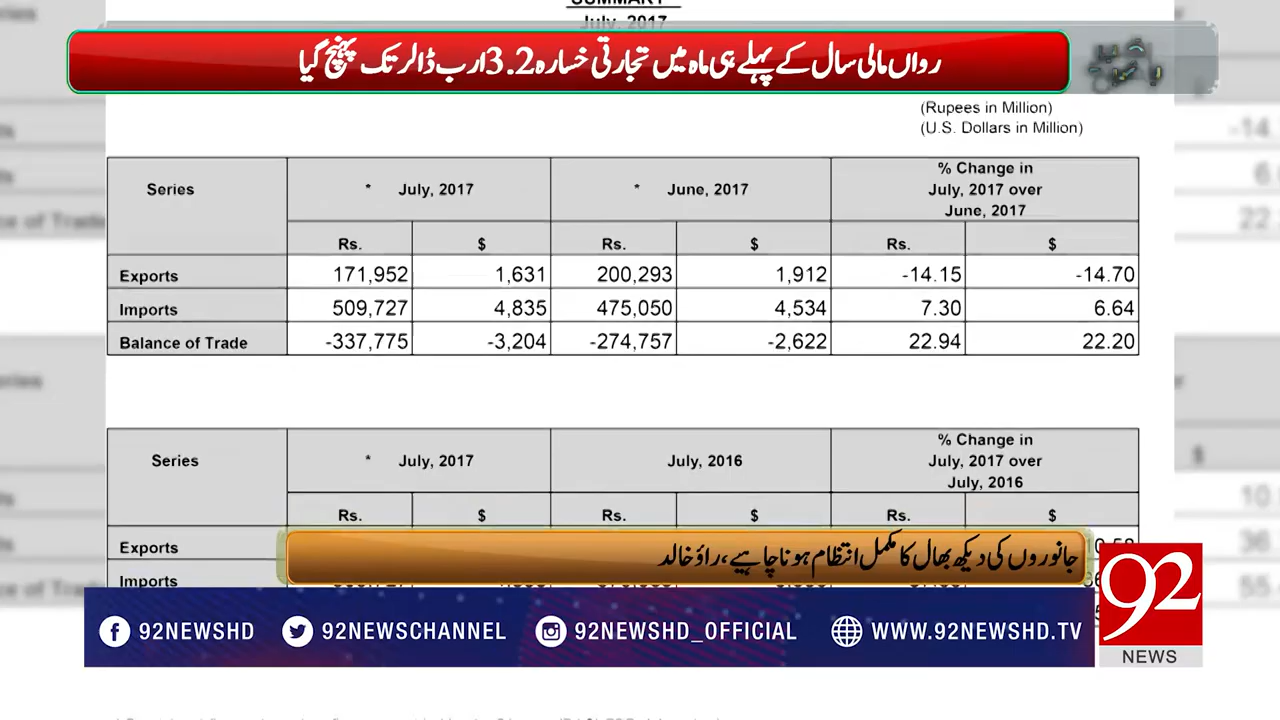 SUMMARY
July, 2017
رواں مالی سال کے پہلے ہی ماہ میں تجارتی خسارہ 3.2 ارب ڈالر تک پہنچ گیا
(Rupees in Million)
(U.S. Dollars in Million)
Series * July, 2017 * June, 2017 % Change in July, 2017 over June, 2017
Rs. $ Rs. $ Rs. $
Exports 171,952 1,631 200,293 1,912 -14.15 -14.70
Imports 509,727 4,835 475,050 4,534 7.30 6.64
Balance of Trade -337,775 -3,204 -274,757 -2,622 22.94 22.20
Series * July, 2017 July, 2016 % Change in July, 2017 over July, 2016
Rs. $ Rs. $ Rs. $
Exports
جانوروں کی دیکھ بھال کا مکمل انتظام ہونا چاہیے، راؤ خالد
Imports
92NEWSHD 92NEWSCHANNEL 92NEWSHD_OFFICIAL WWW.92NEWSHD.TV
92
NEWS